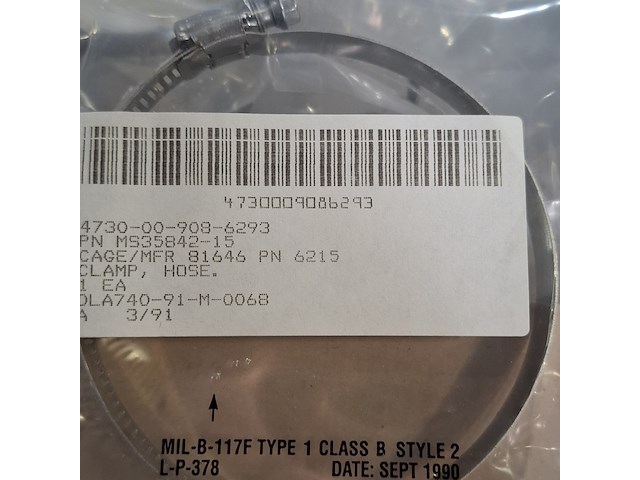 4730009086293
4730-00-908-6293
PN MS35842-15
CAGE/MFR 81646 PN 6215
CLAMP, HOSE.
1 EA
DLA740-91-M-0068
A 3/91
MIL-B-117F TYPE 1 CLASS B STYLE 2
L-P-378 DATE: SEPT 1990